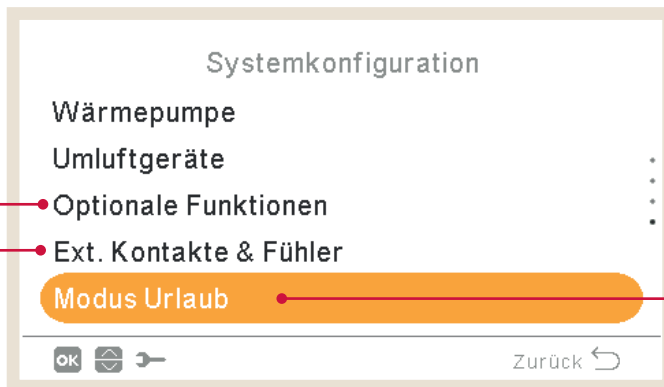 Systemkonfiguration
Wärmepumpe
Umluftgeräte
Optionale Funktionen
Ext. Kontakte & Fühler
Modus Urlaub
OK Zurück